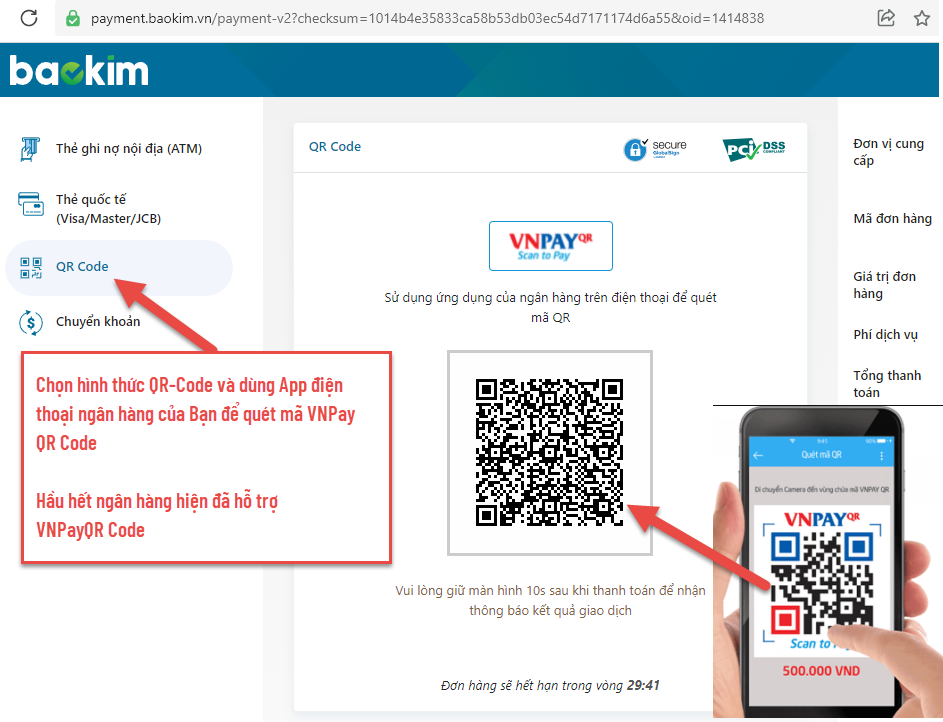 payment.baokim.vn/payment-v2?checksum=1014b4e35833ca58b53db03ec54d7171174d6a55&oid=1414838
baokim
Thẻ ghi nợ nội địa (ATM)
Thẻ quốc tế
(Visa/Master/JCB)
QR Code
Chuyển khoản
Chọn hình thức QR-Code và dùng App điện
thoại ngân hàng của Bạn để quét mã VNPay
QR Code
Hầu hết ngân hàng hiện đã hỗ trợ
VNPayQR Code
QR Code
secure
GlobalSign
PCI DSS
COMPLIANT
VNPAYQR
Scan to Pay
Sử dụng ứng dụng của ngân hàng trên điện thoại để quét
mã QR
Vui lòng giữ màn hình 10s sau khi thanh toán để nhận
thông báo kết quả giao dịch
Đơn hàng sẽ hết hạn trong vòng 29:41
Đơn vị cung
cấp
Mã đơn hàng
Giá trị đơn
hàng
Phí dịch vụ
Tổng thanh
toán
9:45
Quét mã QR
Di chuyển Camera đến vùng chứa mã VNPAY QR
VNPAYQR
Scan to
500.000 VND